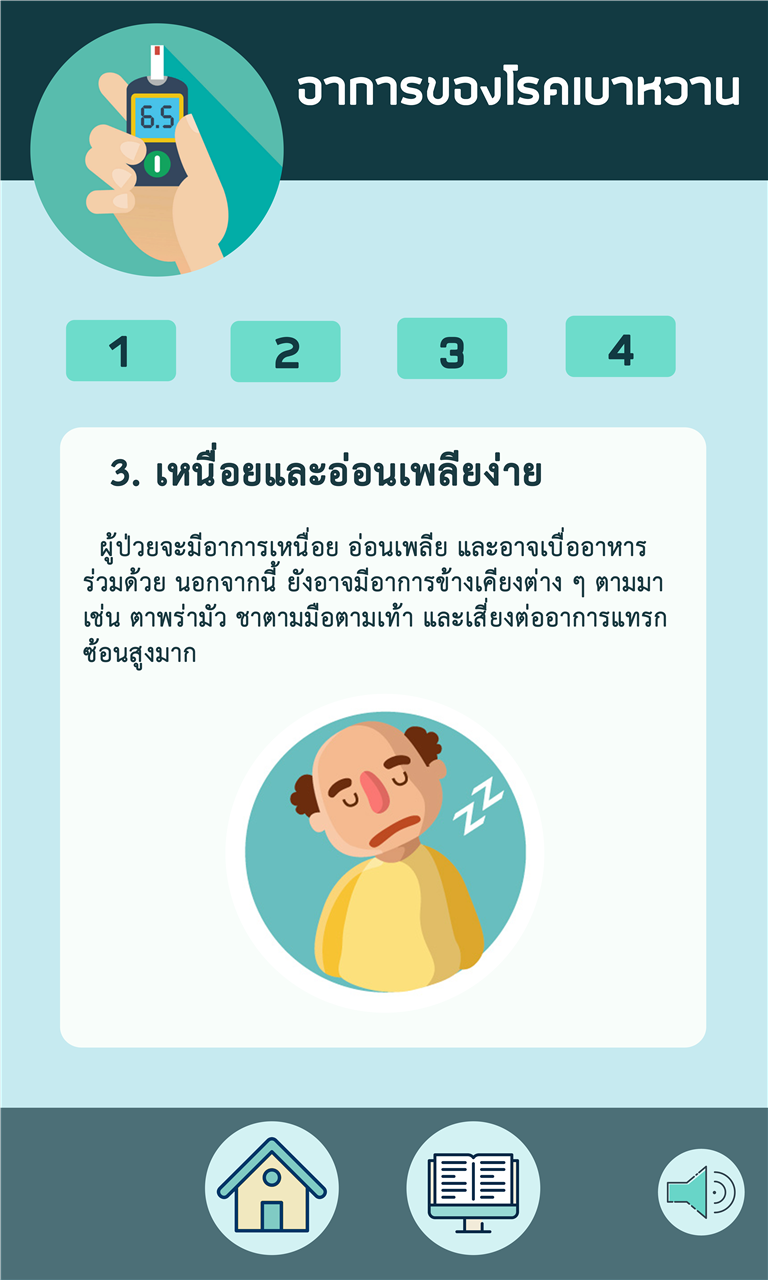 อาการของโรคเบาหวาน
6.5
1 2 3 4
3. เหนื่อยและอ่อนเพลียง่าย
ผู้ป่วยจะมีอาการเหนื่อย อ่อนเพลีย และอาจเบื่ออาหาร
ร่วมด้วย นอกจากนี้ ยังอาจมีอาการข้างเคียงต่าง ๆ ตามมา
เช่น ตาพร่ามัว ชาตามมือตามเท้า และเสี่ยงต่ออาการแทรก
ซ้อนสูงมาก
ZZ